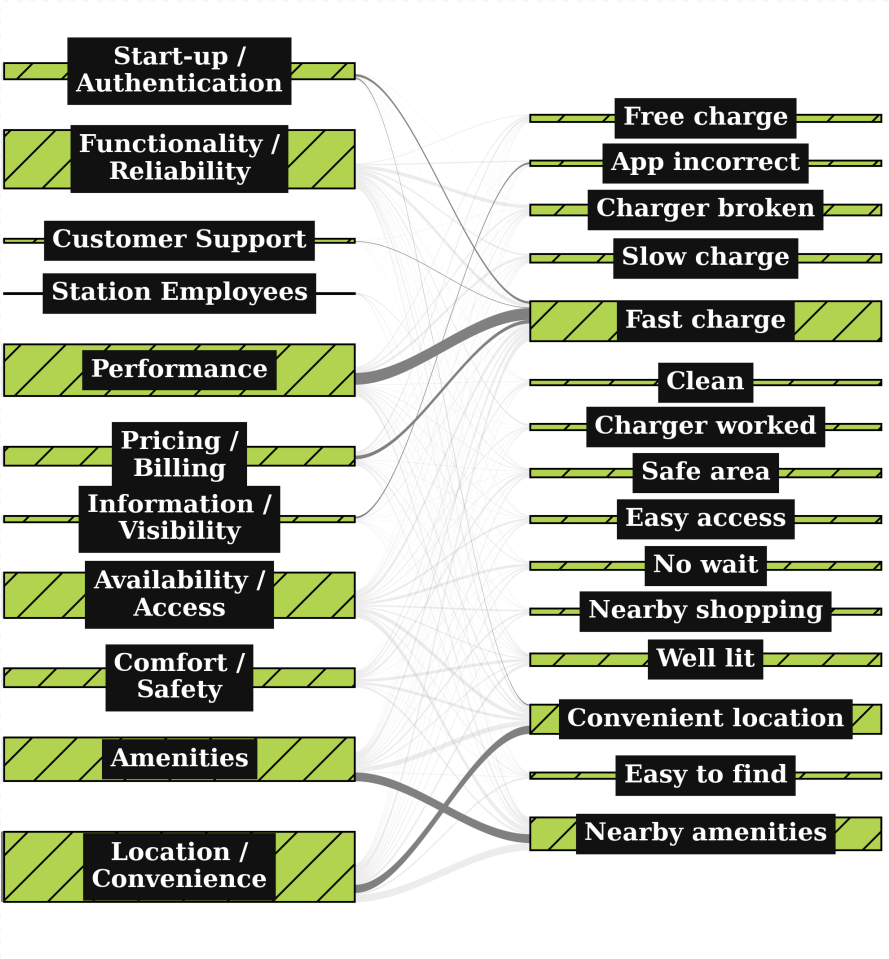 Start-up /
Authentication
Functionality /
Reliability
Customer Support
Station Employees
Performance
Pricing /
Billing
Information /
Visibility
Availability /
Access
Comfort /
Safety
Amenities
Location /
Convenience
Free charge
App incorrect
Charger broken
Slow charge
Fast charge
Clean
Charger worked
Safe area
Easy access
No wait
Nearby shopping
Well lit
Convenient location
Easy to find
Nearby amenities